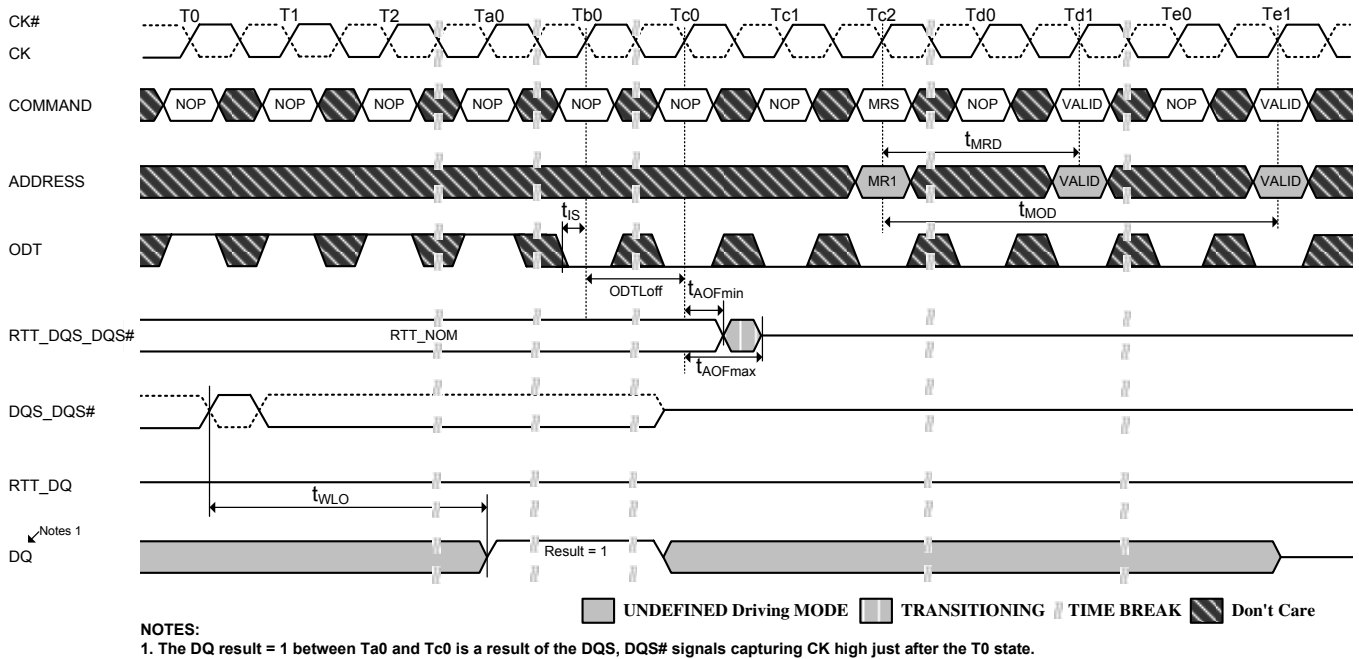 T0 T1 T2 Ta0 Tb0 Tc0 Tc1 Tc2 Td0 Td1 Te0 Te1
CK#
CK
COMMAND NOP NOP NOP NOP NOP NOP NOP MRS NOP VALID NOP VALID
tMRD
ADDRESS MR1 VALID VALID
tIS tMOD
ODT
ODTLoff tAOFmin
RTT_DQS_DQS# RTT_NOM
tAOFmax
DQS_DQS#
RTT_DQ
tWLO
Notes 1
DQ Result = 1
UNDEFINED Driving MODE TRANSITIONING TIME BREAK Don't Care
NOTES:
1. The DQ result = 1 between Ta0 and Tc0 is a result of the DQS, DQS# signals capturing CK high just after the T0 state.